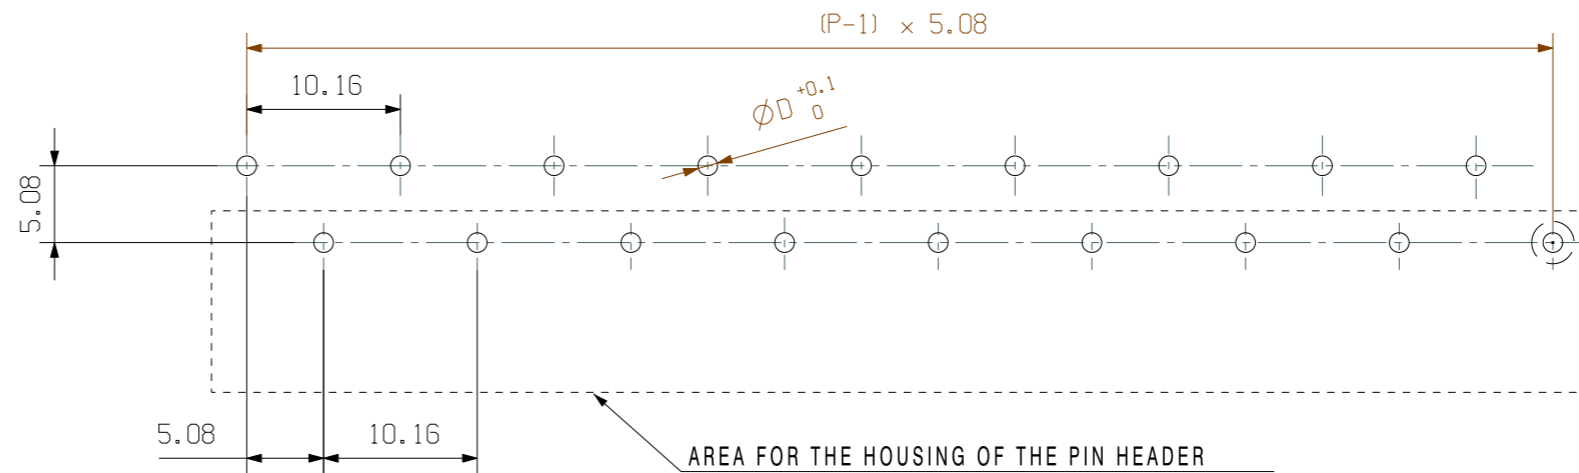 (P-1) x 5.08
10.16
ØD +0.1 0
5.08
5.08
10.16
AREA FOR THE HOUSING OF THE PIN HEADER